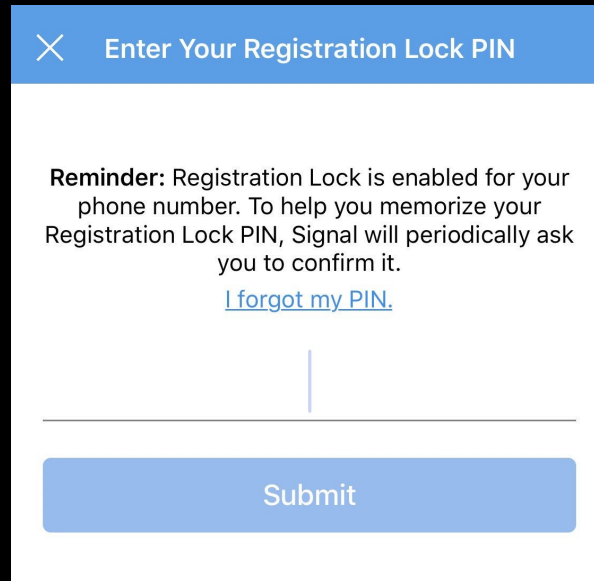 Enter Your Registration Lock PIN
Reminder: Registration Lock is enabled for your
phone number. To help you memorize your
Registration Lock PIN, Signal will periodically ask
you to confirm it.
I forgot my PIN.
Submit